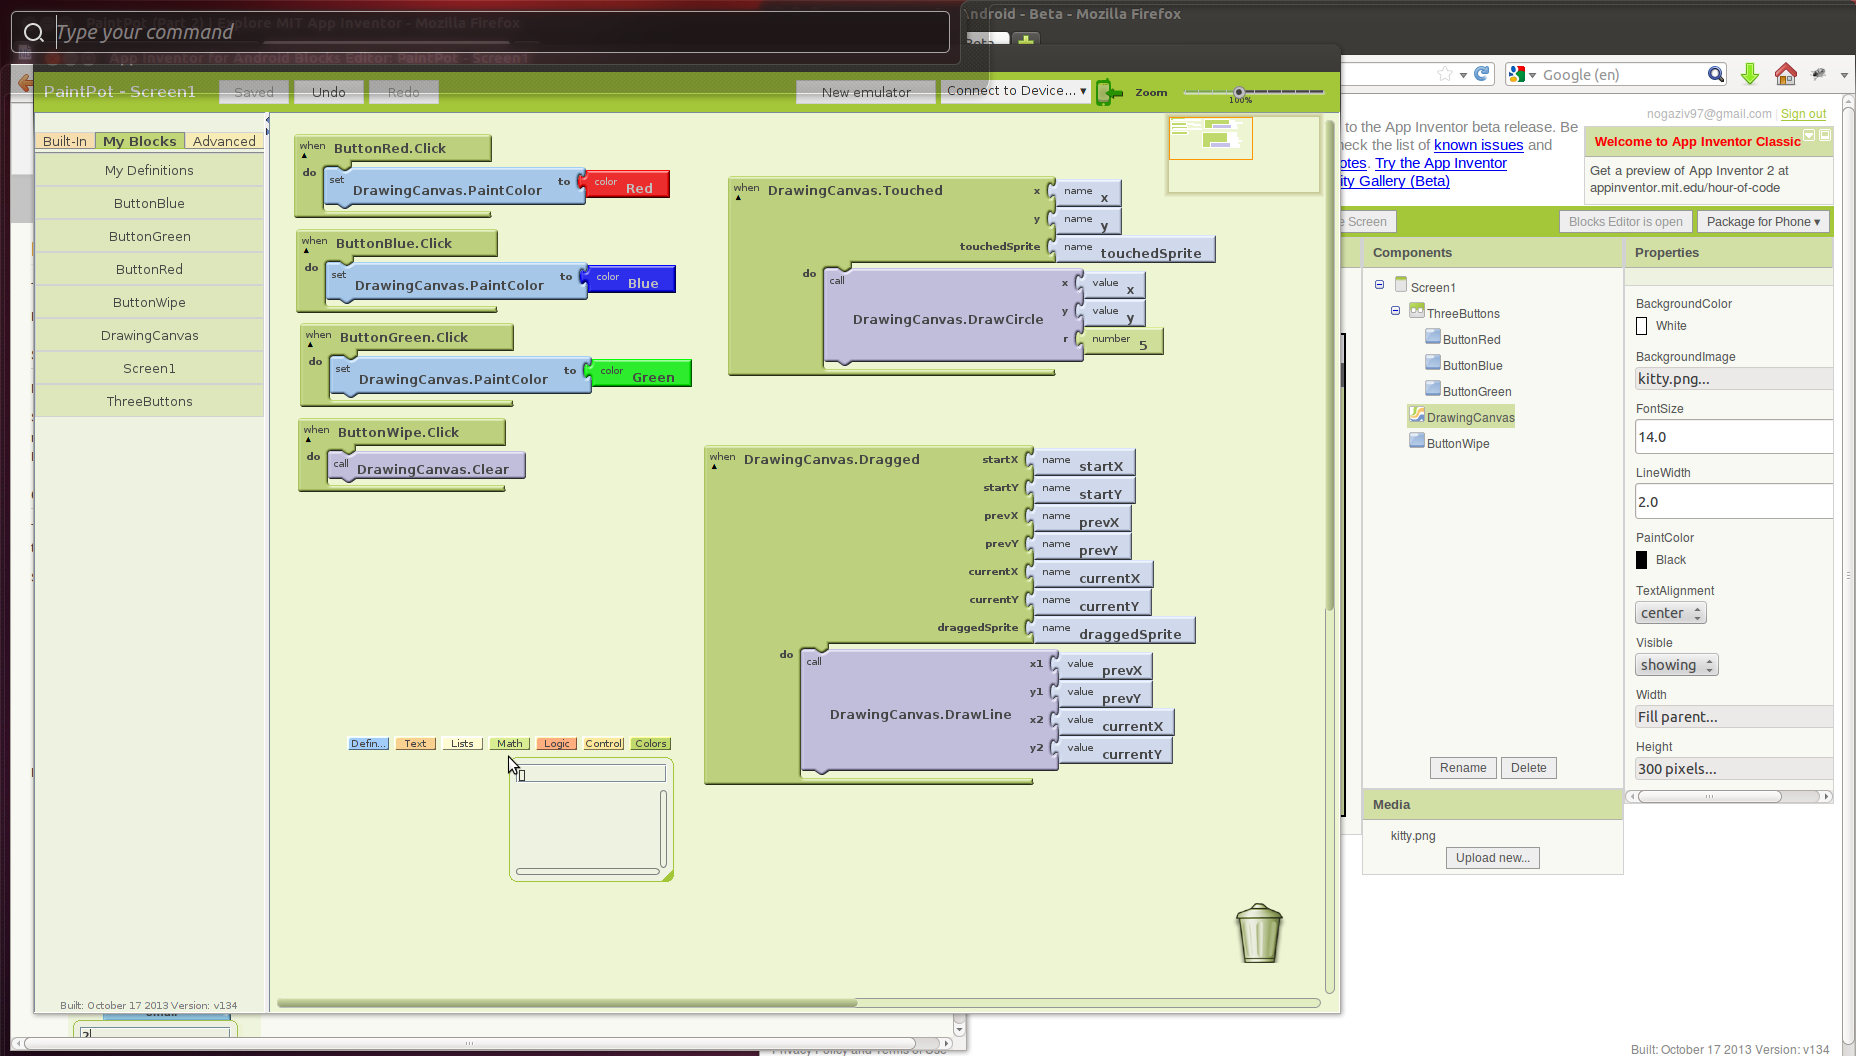 PaintPot (Part 2) | Explore MIT App Inventor - Mozilla Firefox
Android - Beta - Mozilla Firefox
Type your command
App Inventor for Android Blocks Editor: PaintPot - Screen1
PaintPot - Screen1
Saved
Undo
Redo
New emulator
Connect to Device...
Zoom
100%
Built-In
My Blocks
Advanced
My Definitions
ButtonBlue
ButtonGreen
ButtonRed
ButtonWipe
DrawingCanvas
Screen1
ThreeButtons
Built: October 17 2013 Version: v134
when ButtonRed.Click
do set DrawingCanvas.PaintColor to color Red
when ButtonBlue.Click
do set DrawingCanvas.PaintColor to color Blue
when ButtonGreen.Click
do set DrawingCanvas.PaintColor to color Green
when ButtonWipe.Click
do call DrawingCanvas.Clear
when DrawingCanvas.Touched x name x
y name y
touchedSprite name touchedSprite
do call x value x
DrawingCanvas.DrawCircle y value y
r number 5
when DrawingCanvas.Dragged startX name startX
startY name startY
prevX name prevX
prevY name prevY
currentX name currentX
currentY name currentY
draggedSprite name draggedSprite
do call x1 value prevX
y1 value prevY
DrawingCanvas.DrawLine x2 value currentX
y2 value currentY
Defin...
Text
Lists
Math
Logic
Control
Colors
Google (en)
nogaziv97@gmail.com | Sign out
to the App Inventor beta release. Be
eck the list of known issues and
otes. Try the App Inventor
ity Gallery (Beta)
Welcome to App Inventor Classic
Get a preview of App Inventor 2 at
appinventor.mit.edu/hour-of-code
e Screen
Blocks Editor is open
Package for Phone
Components
Screen1
ThreeButtons
ButtonRed
ButtonBlue
ButtonGreen
DrawingCanvas
ButtonWipe
Rename
Delete
Media
kitty.png
Upload new...
Properties
BackgroundColor
White
BackgroundImage
kitty.png...
FontSize
14.0
LineWidth
2.0
PaintColor
Black
TextAlignment
center
Visible
showing
Width
Fill parent...
Height
300 pixels...
Privacy Policy and Terms of Use
Built: October 17 2013 Version: v134